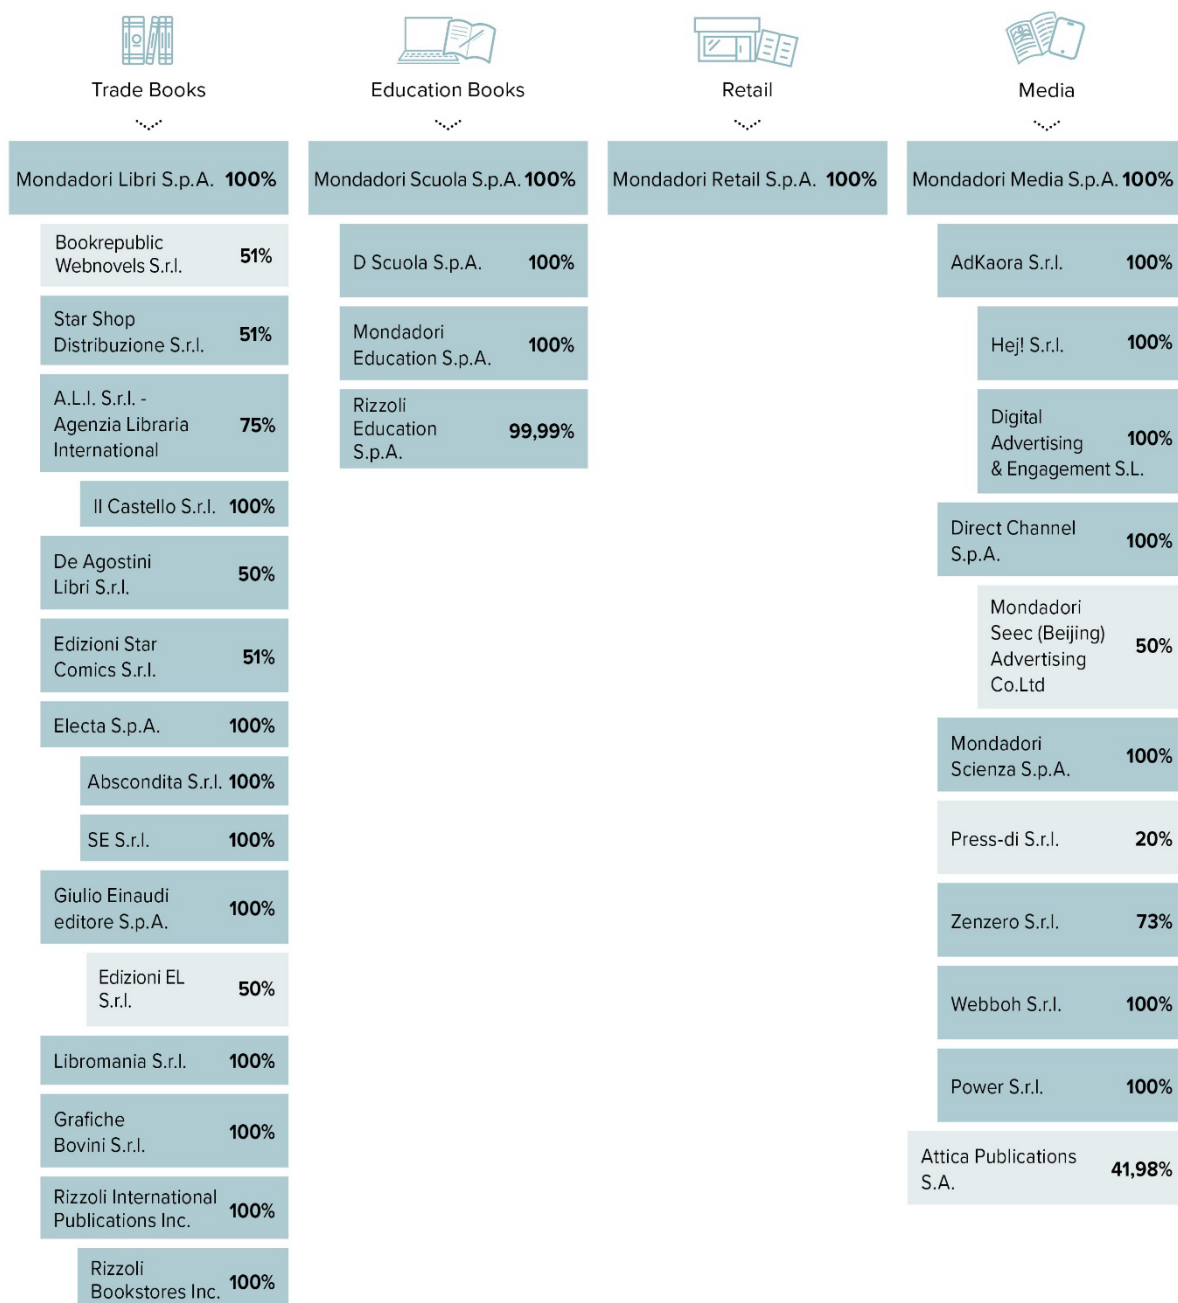 Trade Books
Mondadori Libri S.p.A. 100%
Bookrepublic
Webnovels S.r.l.
51%
Star Shop
Distribuzione S.r.l.
51%
A.L.I. S.r.l. -
Agenzia Libraria
International
75%
Il Castello S.r.l. 100%
De Agostini
Libri S.r.l.
50%
Edizioni Star
Comics S.r.l.
51%
Electa S.p.A. 100%
Abscondita S.r.l. 100%
SE S.r.l. 100%
Giulio Einaudi
editore S.p.A.
100%
Edizioni EL
S.r.l.
50%
Libromania S.r.l. 100%
Grafiche
Bovini S.r.l.
100%
Rizzoli International
Publications Inc.
100%
Rizzoli
Bookstores Inc.
100%
Education Books
Mondadori Scuola S.p.A. 100%
D Scuola S.p.A. 100%
Mondadori
Education S.p.A.
100%
Rizzoli
Education
S.p.A.
99,99%
Retail
Mondadori Retail S.p.A. 100%
Media
Mondadori Media S.p.A. 100%
AdKaora S.r.l. 100%
Hej! S.r.l. 100%
Digital
Advertising
& Engagement S.L.
100%
Direct Channel
S.p.A.
100%
Mondadori
Seec (Beijing)
Advertising
Co.Ltd
50%
Mondadori
Scienza S.p.A.
100%
Press-di S.r.l. 20%
Zenzero S.r.l. 73%
Webboh S.r.l. 100%
Power S.r.l. 100%
Attica Publications
S.A.
41,98%